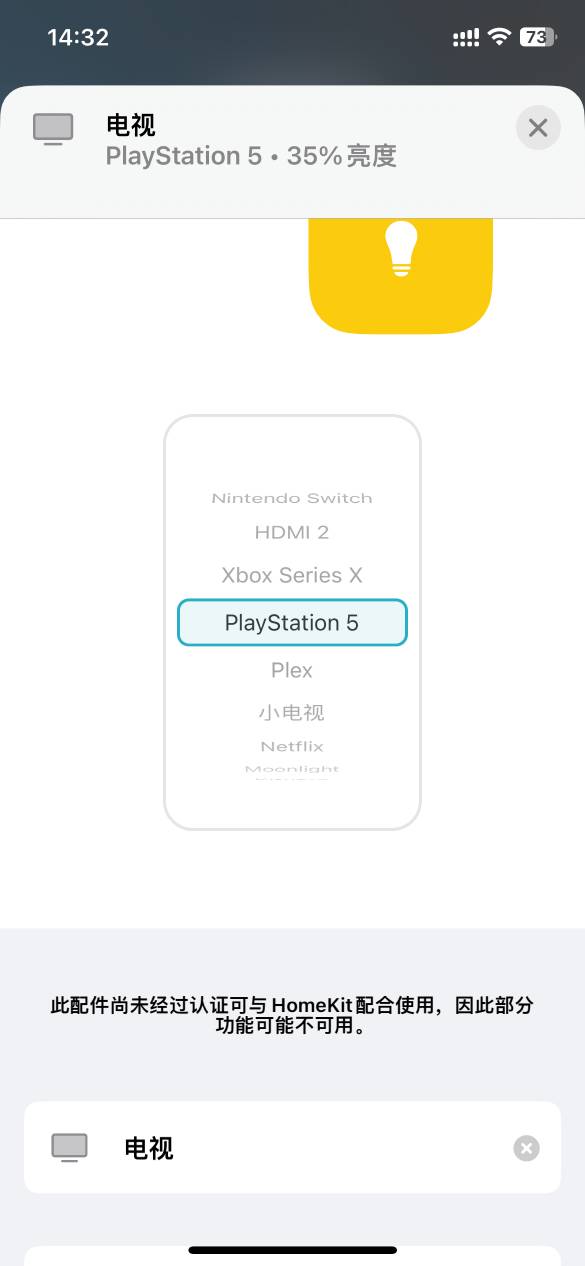 14:32
73
电视
PlayStation 5 • 35% 亮度
Nintendo Switch
HDMI 2
Xbox Series X
PlayStation 5
Plex
小电视
Netflix
Moonlight
此配件尚未经过认证可与 HomeKit 配合使用，因此部分
功能可能不可用。
电视